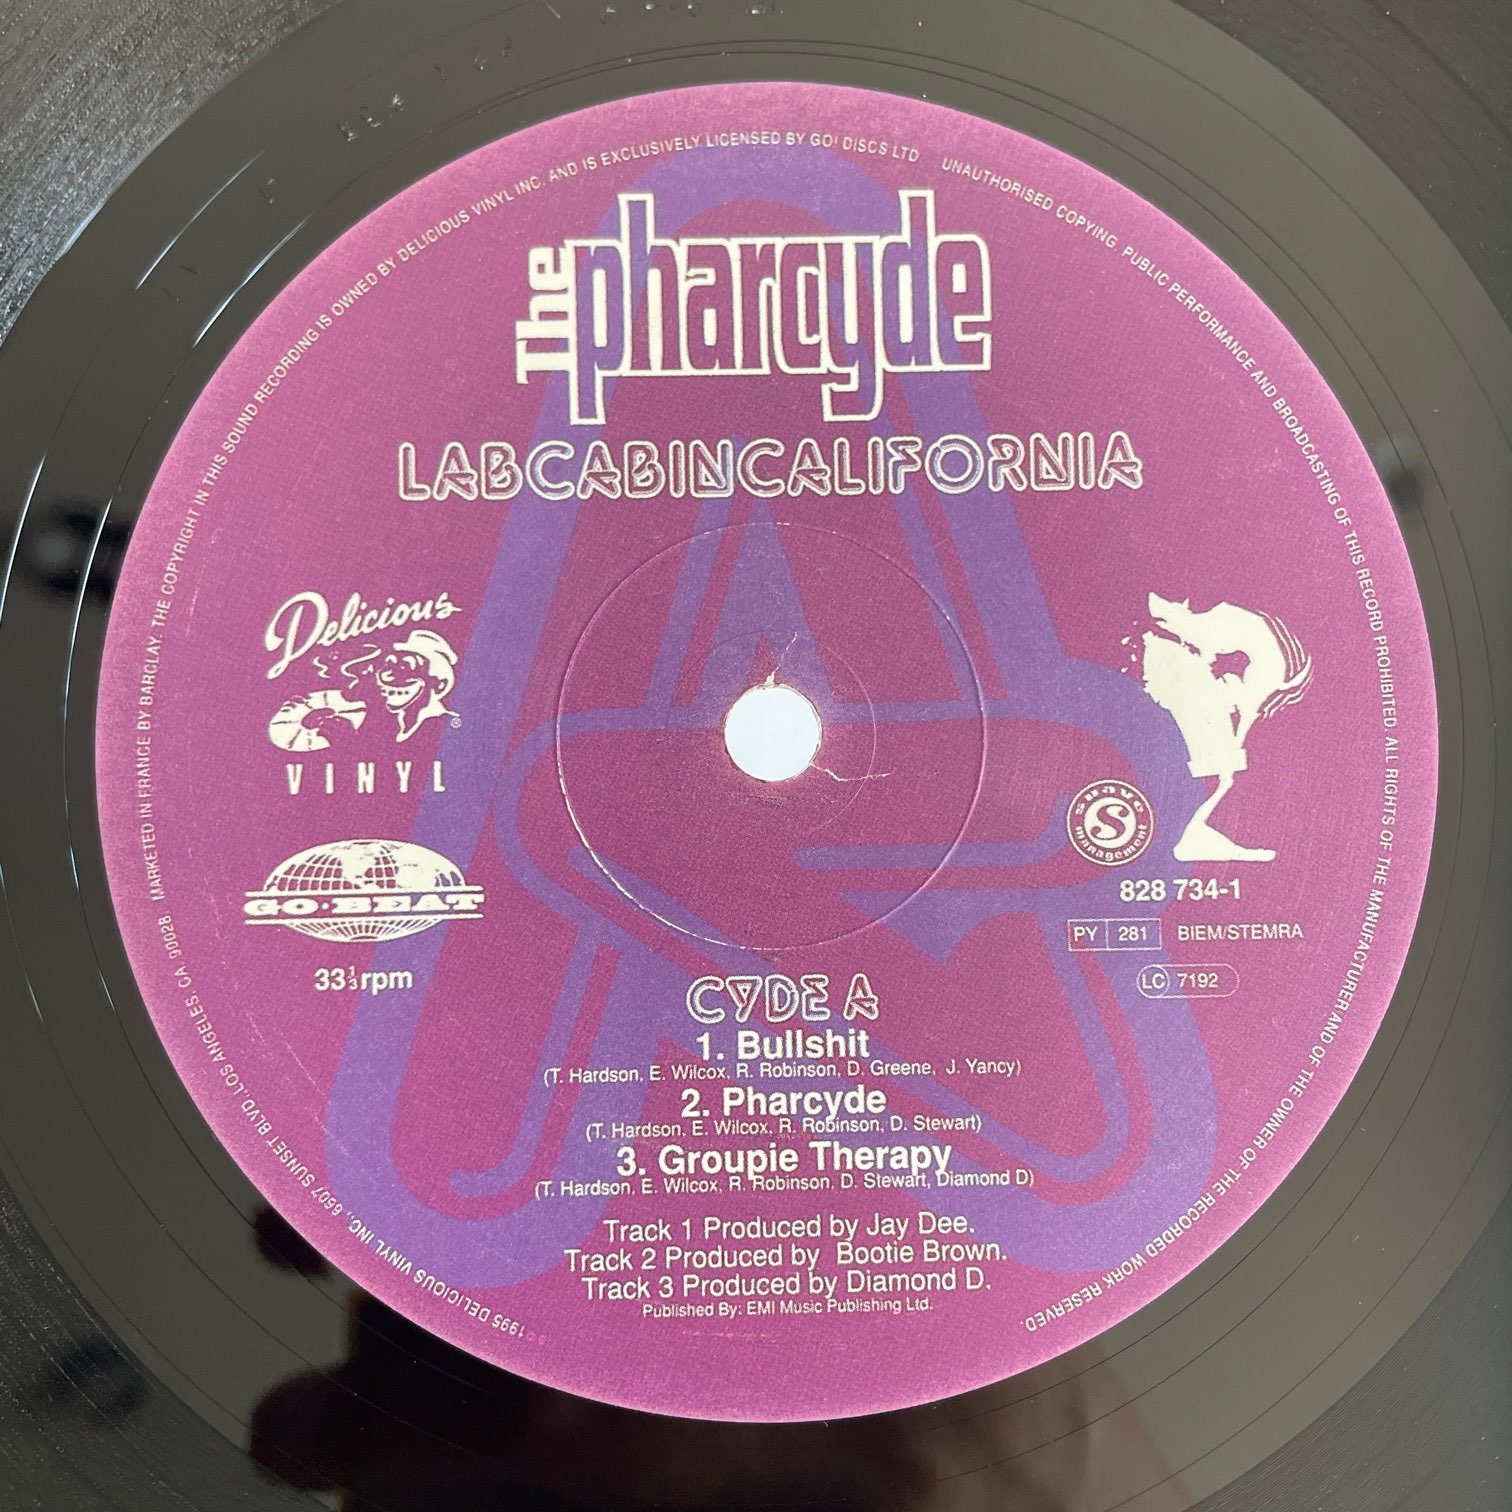 1995 DELICIOUS VINYL INC, 6607 SUNSET BLVD, LOS ANGELES, CA 90028 MARKETED IN FRANCE BY BARCLAY. THE COPYRIGHT IN THIS SOUND RECORDING IS OWNED BY DELICIOUS VINYL INC. AND IS EXCLUSIVELY LICENSED BY GO! DISCS LTD UNAUTHORISED COPYING, PUBLIC PERFORMANCE AND BROADCASTING OF THIS RECORD PROHIBITED. ALL RIGHTS OF THE MANUFACTURER AND OF THE OWNER OF THE RECORDED WORK RESERVED.
The pharcyde
LABCABINCALIFORNIA
Delicious
®
VINYL
GO·BEAT
33⅓rpm
suave
S
management
828 734-1
PY 281 BIEM/STEMRA
LC 7192
CYDE A
1. Bullshit
(T. Hardson, E. Wilcox, R. Robinson, D. Greene, J. Yancy)
2. Pharcyde
(T. Hardson, E. Wilcox, R. Robinson, D. Stewart)
3. Groupie Therapy
(T. Hardson, E. Wilcox, R. Robinson, D. Stewart, Diamond D)
Track 1 Produced by Jay Dee.
Track 2 Produced by Bootie Brown.
Track 3 Produced by Diamond D.
Published By: EMI Music Publishing Ltd.